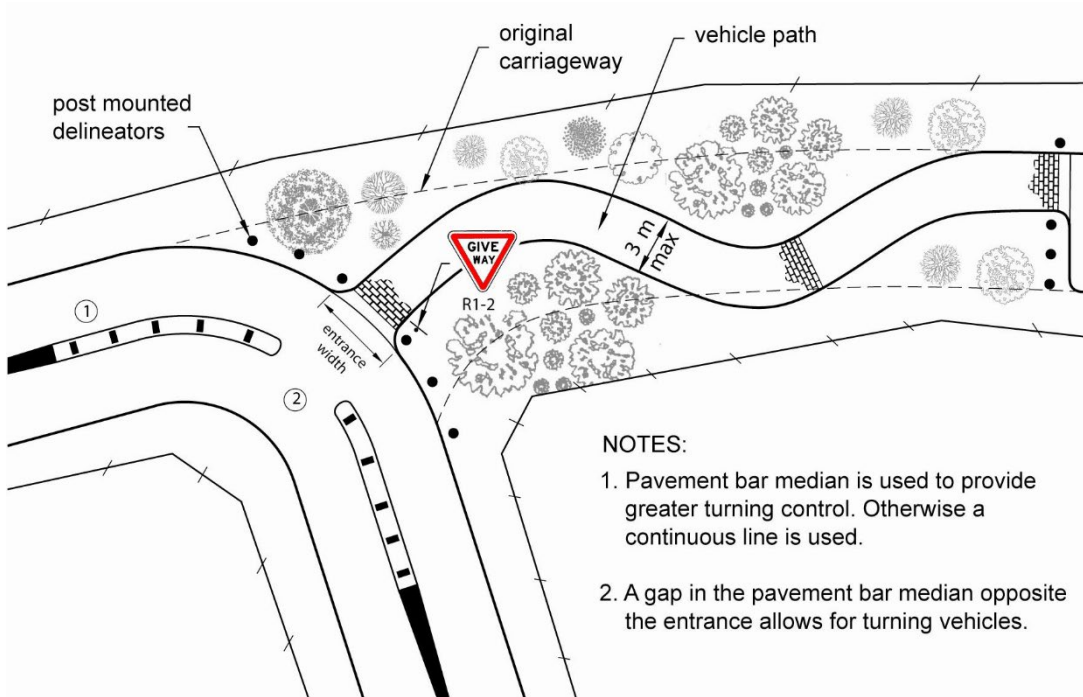 original
carriageway
vehicle path
post mounted
delineators
3 m
max
GIVE
WAY
R1-2
1
entrance
width
2
NOTES:
1. Pavement bar median is used to provide
greater turning control. Otherwise a
continuous line is used.
2. A gap in the pavement bar median opposite
the entrance allows for turning vehicles.